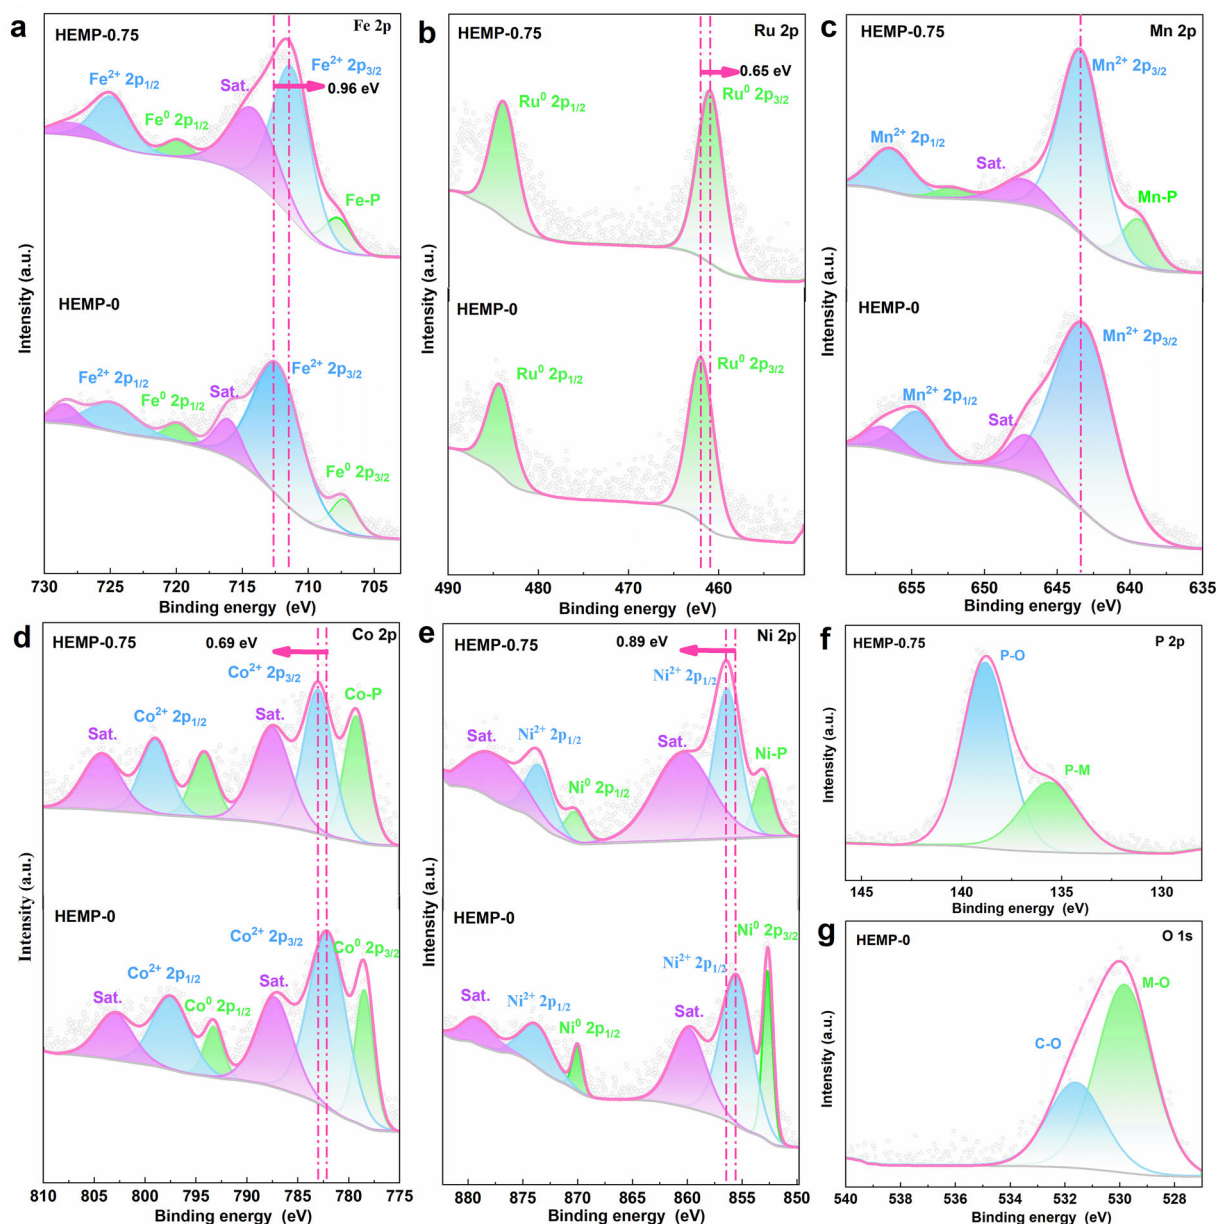 a
Fe 2p
HEMP-0.75
Fe²⁺ 2p₁/₂
Fe⁰ 2p₁/₂
Sat.
Fe²⁺ 2p₃/₂
0.96 eV
Fe-P
HEMP-0
Fe²⁺ 2p₁/₂
Fe⁰ 2p₁/₂
Sat.
Fe²⁺ 2p₃/₂
Fe⁰ 2p₃/₂
Intensity (a.u.)
730 725 720 715 710 705
Binding energy (eV)
b
HEMP-0.75
Ru 2p
0.65 eV
Ru⁰ 2p₁/₂
Ru⁰ 2p₃/₂
HEMP-0
Ru⁰ 2p₁/₂
Ru⁰ 2p₃/₂
Intensity (a.u.)
490 480 470 460
Binding energy (eV)
c
HEMP-0.75
Mn 2p
Mn²⁺ 2p₃/₂
Mn²⁺ 2p₁/₂
Sat.
Mn-P
HEMP-0
Mn²⁺ 2p₃/₂
Mn²⁺ 2p₁/₂
Sat.
Intensity (a.u.)
655 650 645 640 635
Binding energy (eV)
d
HEMP-0.75
0.69 eV
Co 2p
Co²⁺ 2p₃/₂
Co-P
Co²⁺ 2p₁/₂
Sat.
Sat.
HEMP-0
Co²⁺ 2p₃/₂
Co⁰ 2p₃/₂
Co²⁺ 2p₁/₂
Sat.
Sat.
Co⁰ 2p₁/₂
Intensity (a.u.)
810 805 800 795 790 785 780 775
Binding energy (eV)
e
HEMP-0.75
0.89 eV
Ni 2p
Ni²⁺ 2p₁/₂
Sat.
Ni²⁺ 2p₁/₂
Sat.
Ni-P
Ni⁰ 2p₁/₂
HEMP-0
Ni⁰ 2p₃/₂
Ni²⁺ 2p₁/₂
Sat.
Ni²⁺ 2p₁/₂
Sat.
Ni⁰ 2p₁/₂
Intensity (a.u.)
880 875 870 865 860 855 850
Binding energy (eV)
f
HEMP-0.75
P 2p
P-O
P-M
Intensity (a.u.)
145 140 135 130
Binding energy (eV)
g
HEMP-0
O 1s
M-O
C-O
Intensity (a.u.)
540 538 536 534 532 530 528
Binding energy (eV)